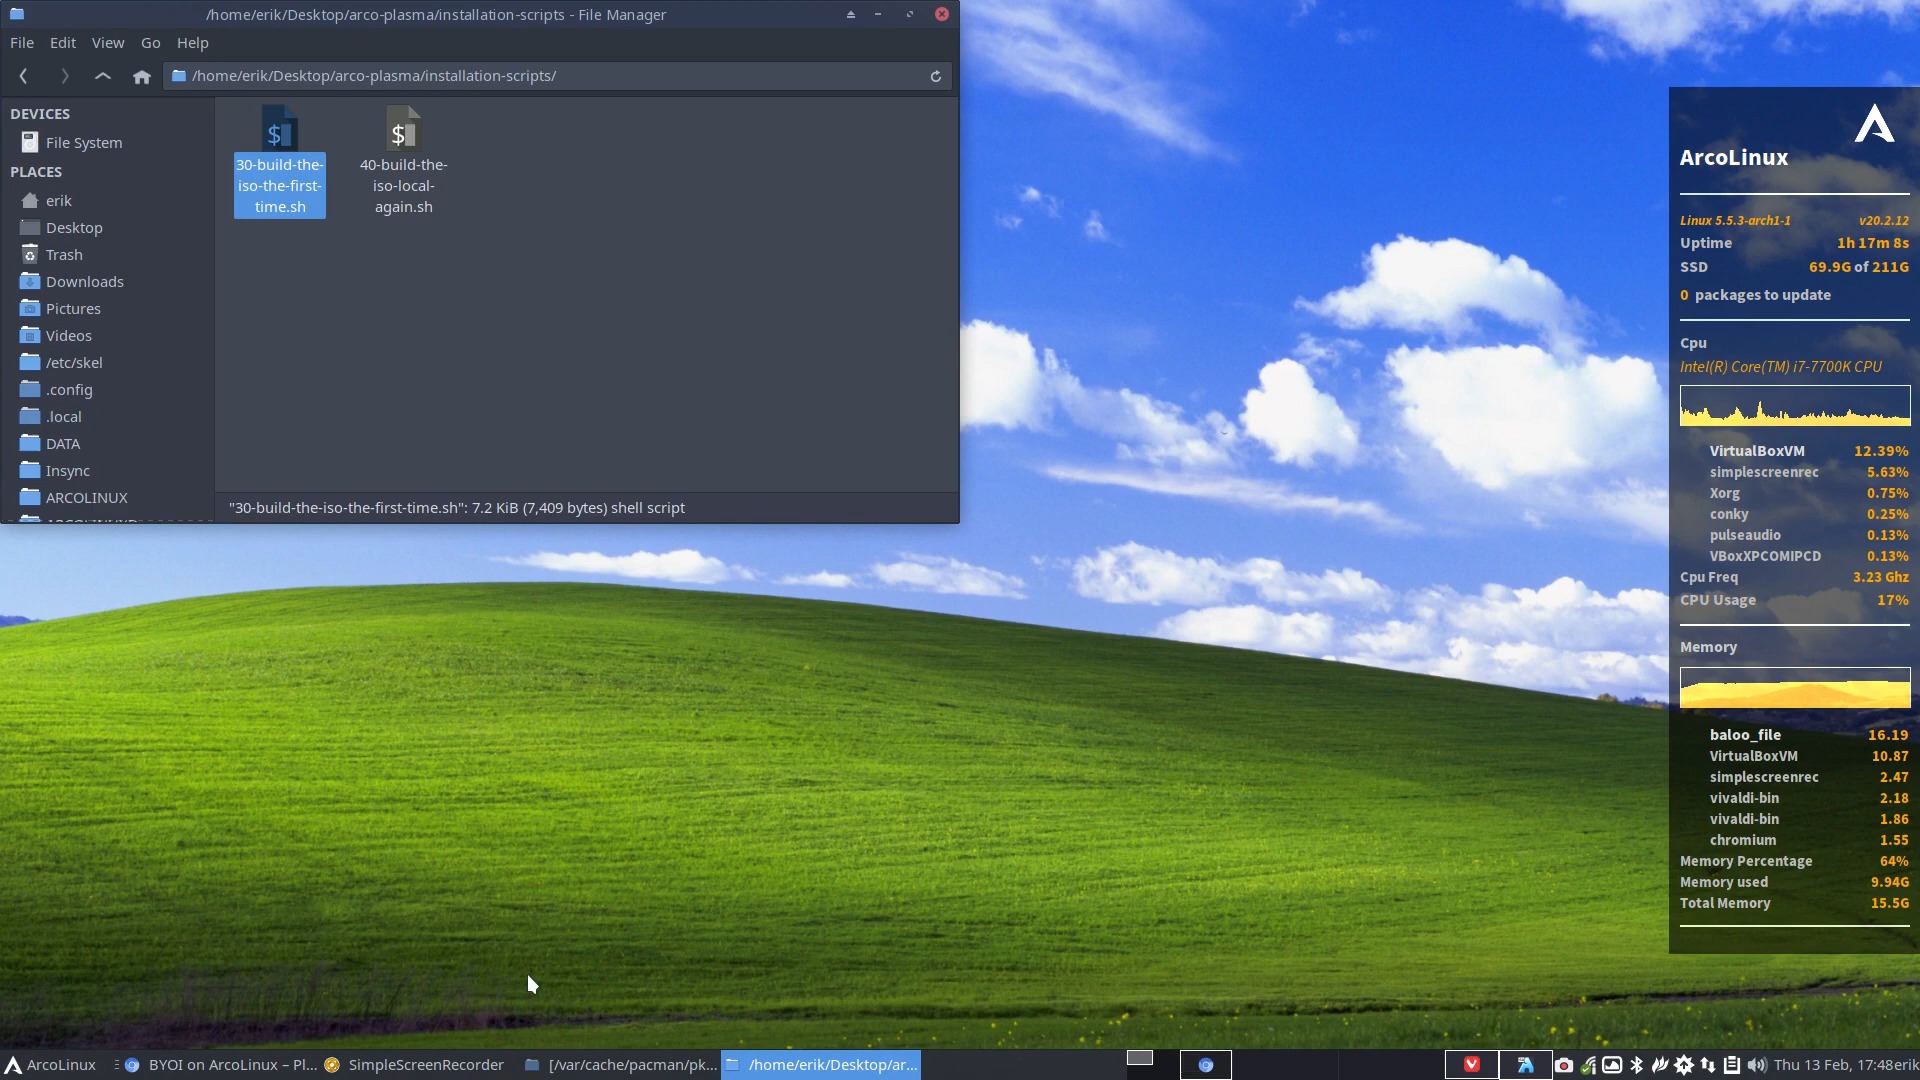 /home/erik/Desktop/arco-plasma/installation-scripts - File Manager
File Edit View Go Help
/home/erik/Desktop/arco-plasma/installation-scripts/
DEVICES
File System
PLACES
erik
Desktop
Trash
Downloads
Pictures
Videos
/etc/skel
.config
.local
DATA
Insync
ARCOLINUX
30-build-the-
iso-the-first-
time.sh
40-build-the-
iso-local-
again.sh
"30-build-the-iso-the-first-time.sh": 7.2 KiB (7,409 bytes) shell script
ArcoLinux
Linux 5.5.3-arch1-1 v20.2.12
Uptime 1h 17m 8s
SSD 69.9G of 211G
0 packages to update
Cpu
Intel(R) Core(TM) i7-7700K CPU
VirtualBoxVM 12.39%
simplescreenrec 5.63%
Xorg 0.75%
conky 0.25%
pulseaudio 0.13%
VBoxXPCOMIPCD 0.13%
Cpu Freq 3.23 Ghz
CPU Usage 17%
Memory
baloo_file 16.19
VirtualBoxVM 10.87
simplescreenrec 2.47
vivaldi-bin 2.18
vivaldi-bin 1.86
chromium 1.55
Memory Percentage 64%
Memory used 9.94G
Total Memory 15.5G
ArcoLinux BYOI on ArcoLinux – Pl... SimpleScreenRecorder [/var/cache/pacman/pk... /home/erik/Desktop/ar... Thu 13 Feb, 17:48 erik